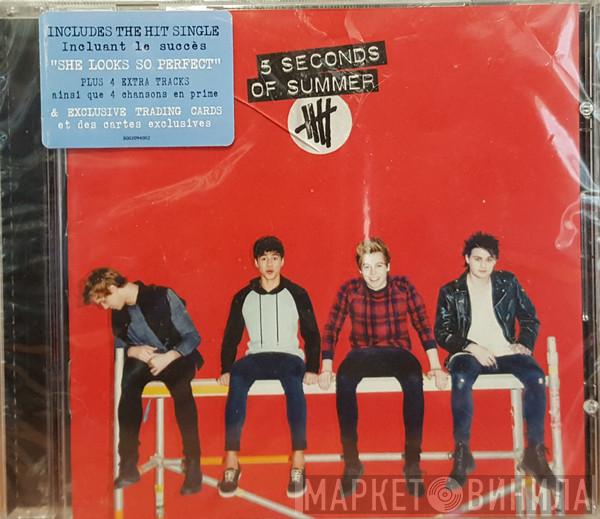 INCLUDES THE HIT SINGLE
Incluant le succès
"SHE LOOKS SO PERFECT"
PLUS 4 EXTRA TRACKS
ainsi que 4 chansons en prime
& EXCLUSIVE TRADING CARDS
et des cartes exclusives
5 SECONDS
OF SUMMER
МАРКЕТ ВИНИЛА